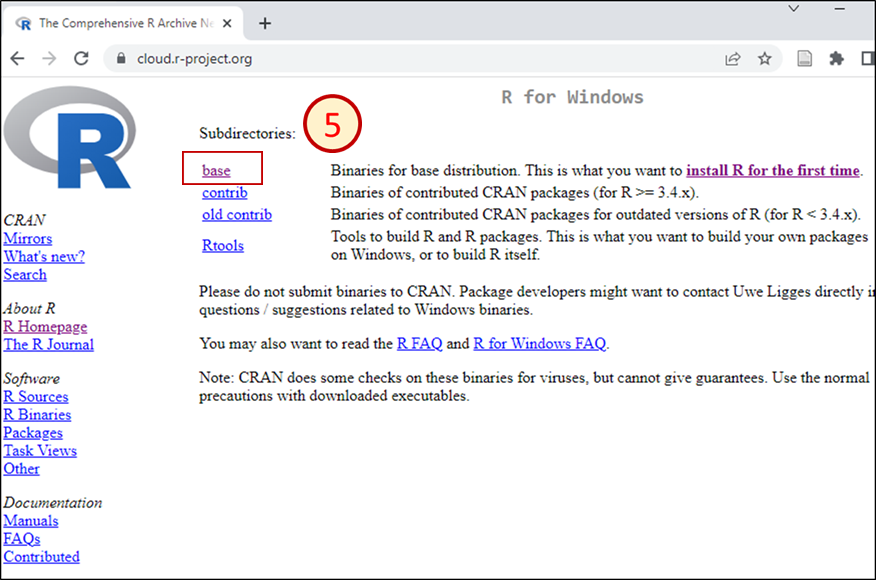 The Comprehensive R Archive Ne
cloud.r-project.org
R
CRAN
Mirrors
What's new?
Search
About R
R Homepage
The R Journal
Software
R Sources
R Binaries
Packages
Task Views
Other
Documentation
Manuals
FAQs
Contributed
R for Windows
Subdirectories:
5
base Binaries for base distribution. This is what you want to install R for the first time.
contrib Binaries of contributed CRAN packages (for R >= 3.4.x).
old contrib Binaries of contributed CRAN packages for outdated versions of R (for R < 3.4.x).
Rtools Tools to build R and R packages. This is what you want to build your own packages
on Windows, or to build R itself.
Please do not submit binaries to CRAN. Package developers might want to contact Uwe Ligges directly in
questions / suggestions related to Windows binaries.
You may also want to read the R FAQ and R for Windows FAQ.
Note: CRAN does some checks on these binaries for viruses, but cannot give guarantees. Use the normal
precautions with downloaded executables.